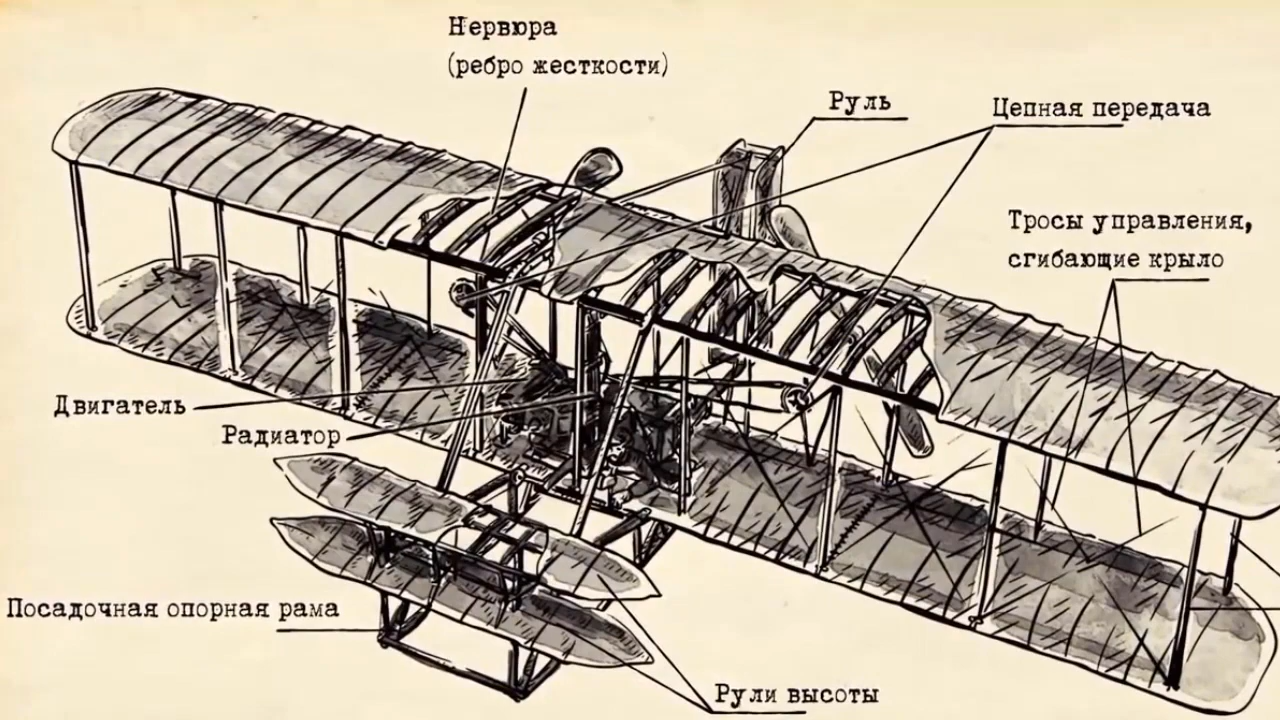 Нервюра
(ребро жесткости)
Руль
Цепная передача
Тросы управления,
сгибающие крыло
Двигатель
Радиатор
Посадочная опорная рама
Рули высоты